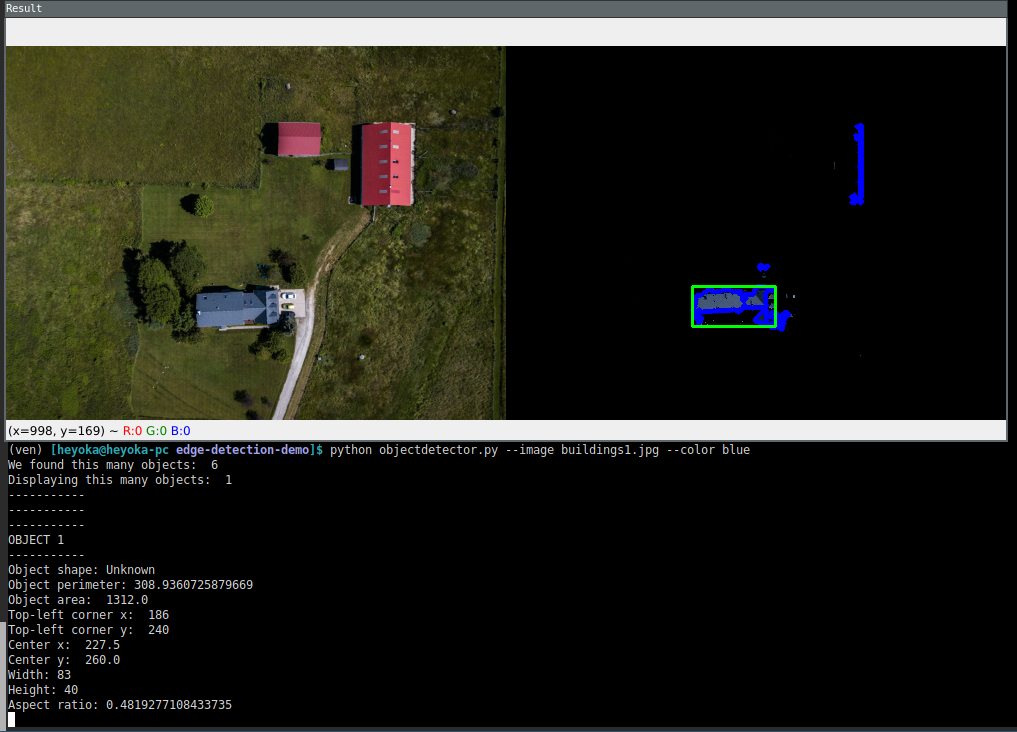 Result
(x=998, y=169) ~ R:0 G:0 B:0
(ven) [heyoka@heyoka-pc edge-detection-demo]$ python objectdetector.py --image buildings1.jpg --color blue
We found this many objects:  6
Displaying this many objects:  1
-----------
-----------
-----------
OBJECT 1
-----------
Object shape: Unknown
Object perimeter: 308.9360725879669
Object area:  1312.0
Top-left corner x:  186
Top-left corner y:  240
Center x:  227.5
Center y:  260.0
Width: 83
Height: 40
Aspect ratio: 0.4819277108433735